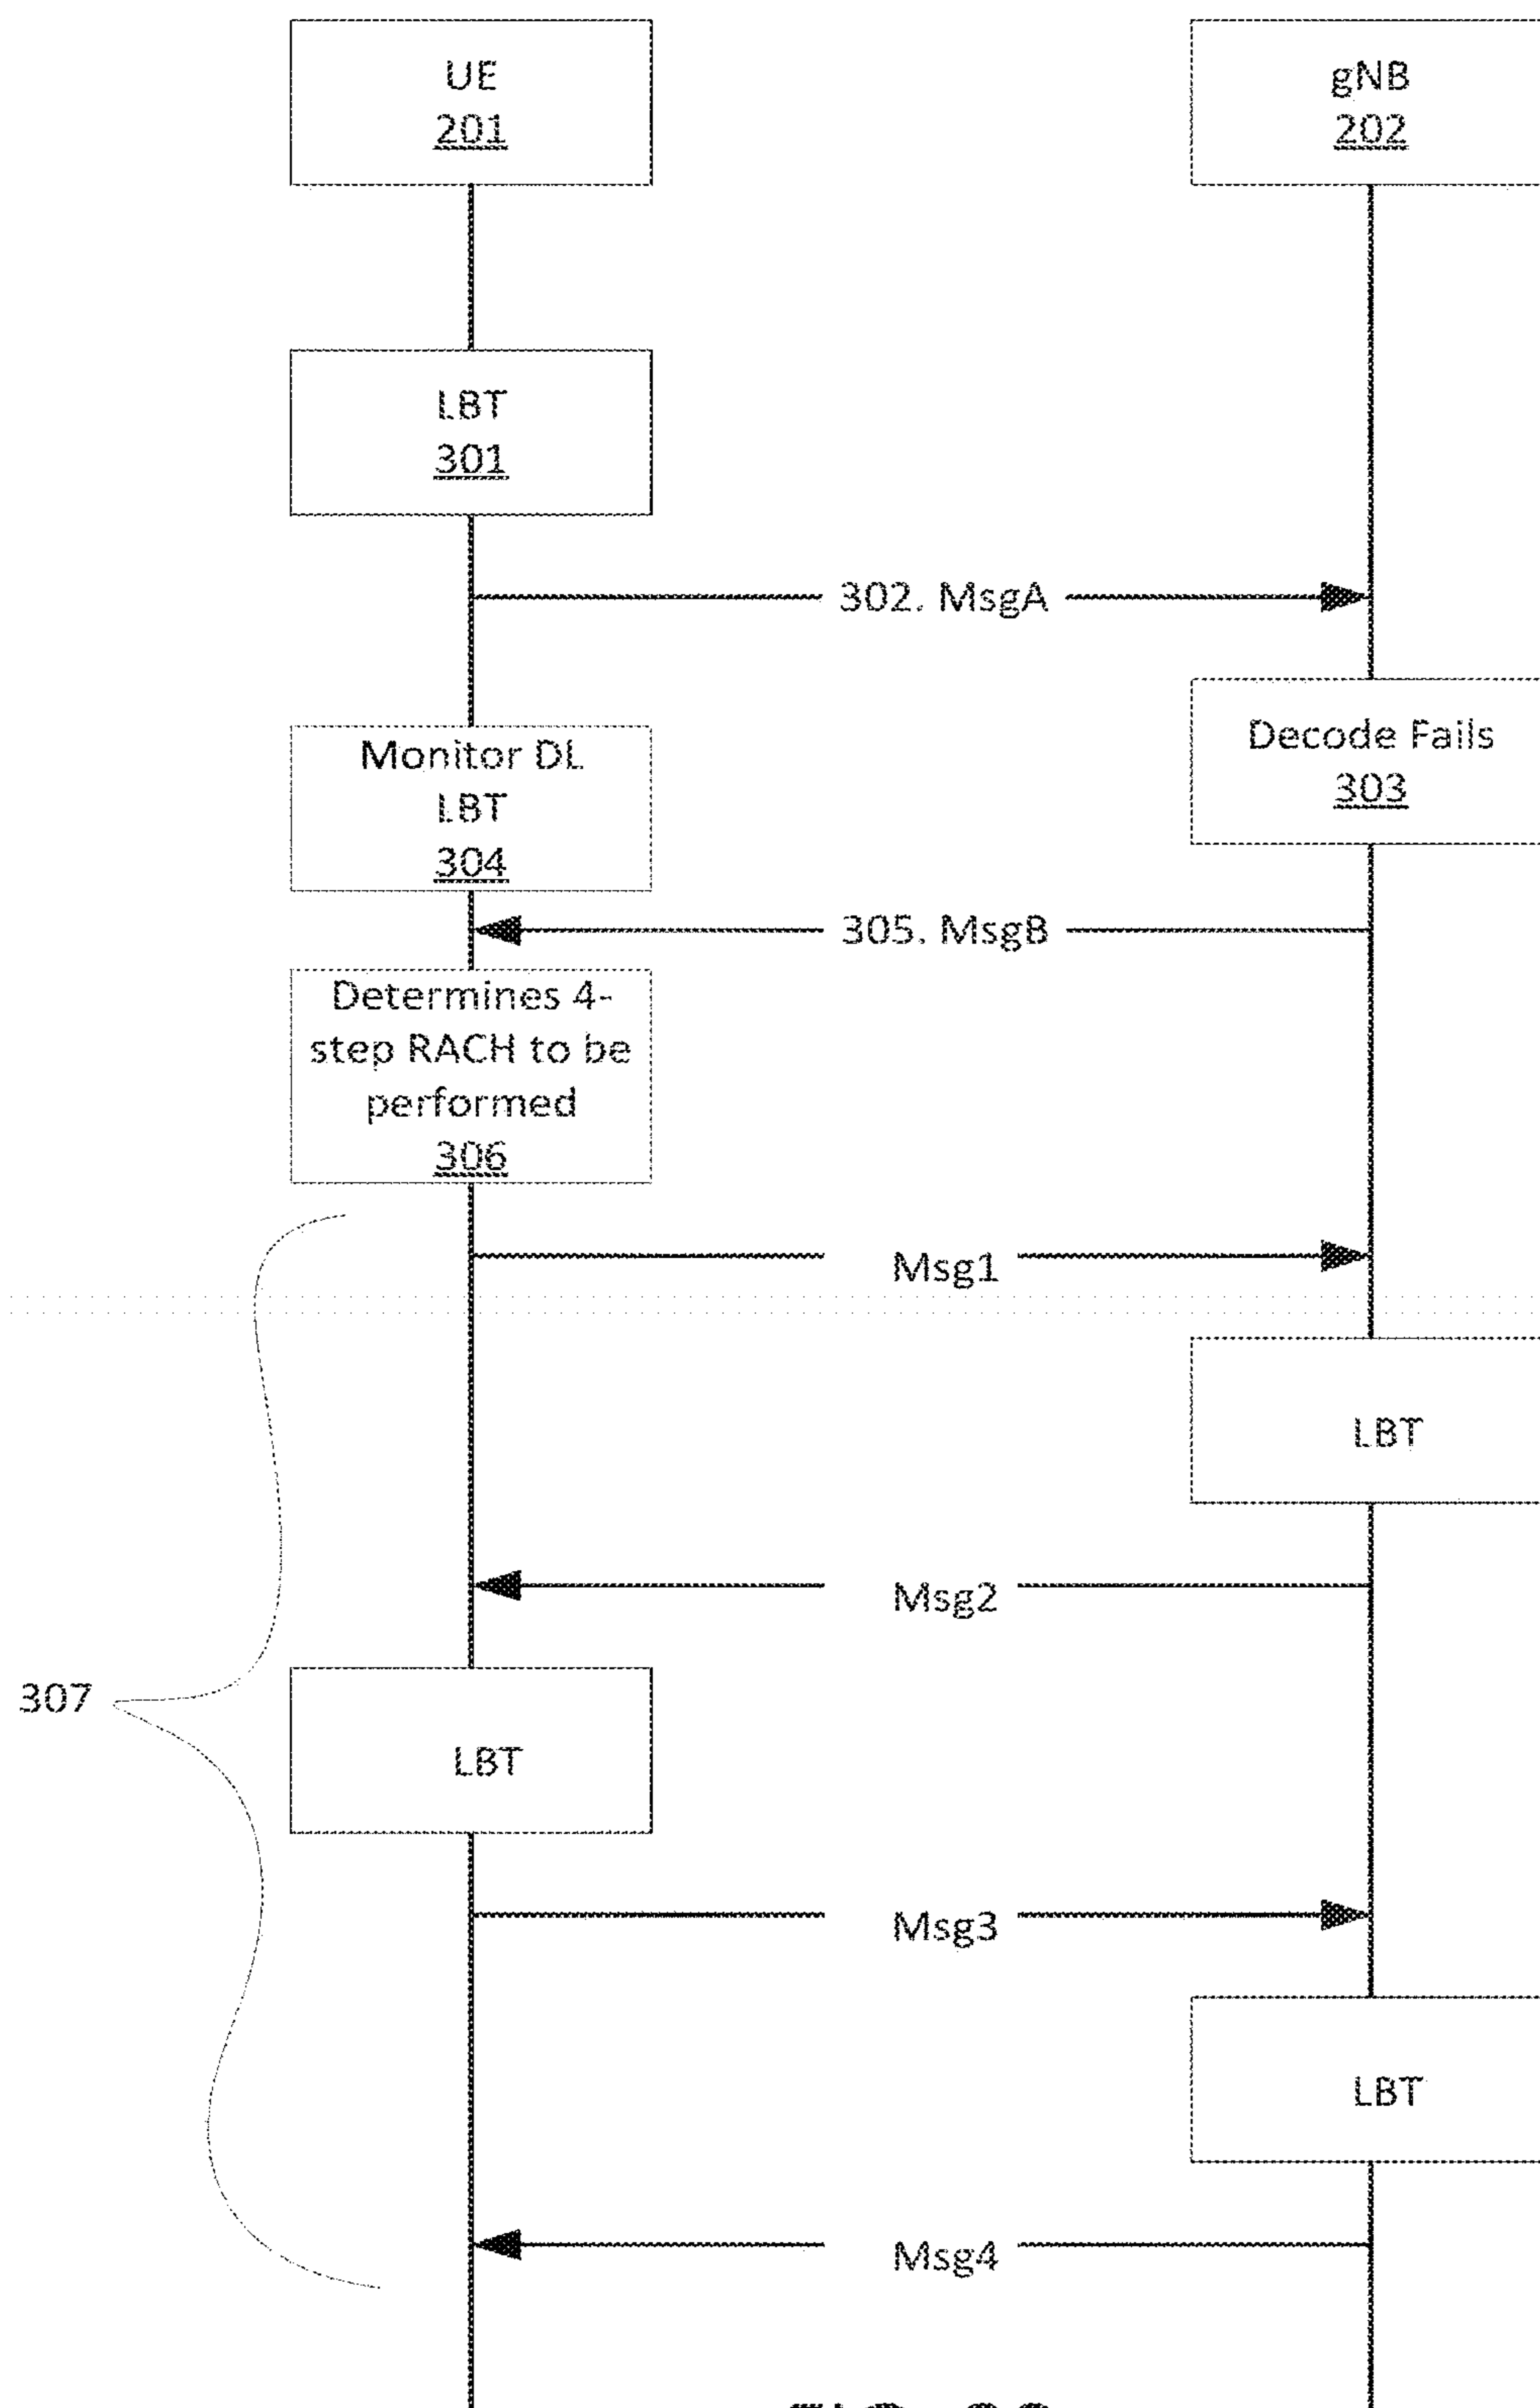 UE
201
gNB
202
LBT
301
302. MsgA
Decode Fails
303
Monitor DL
LBT
304
305. MsgB
Determines 4-
step RACH to be
performed
306
Msg1
LBT
Msg2
307
LBT
Msg3
LBT
Msg4